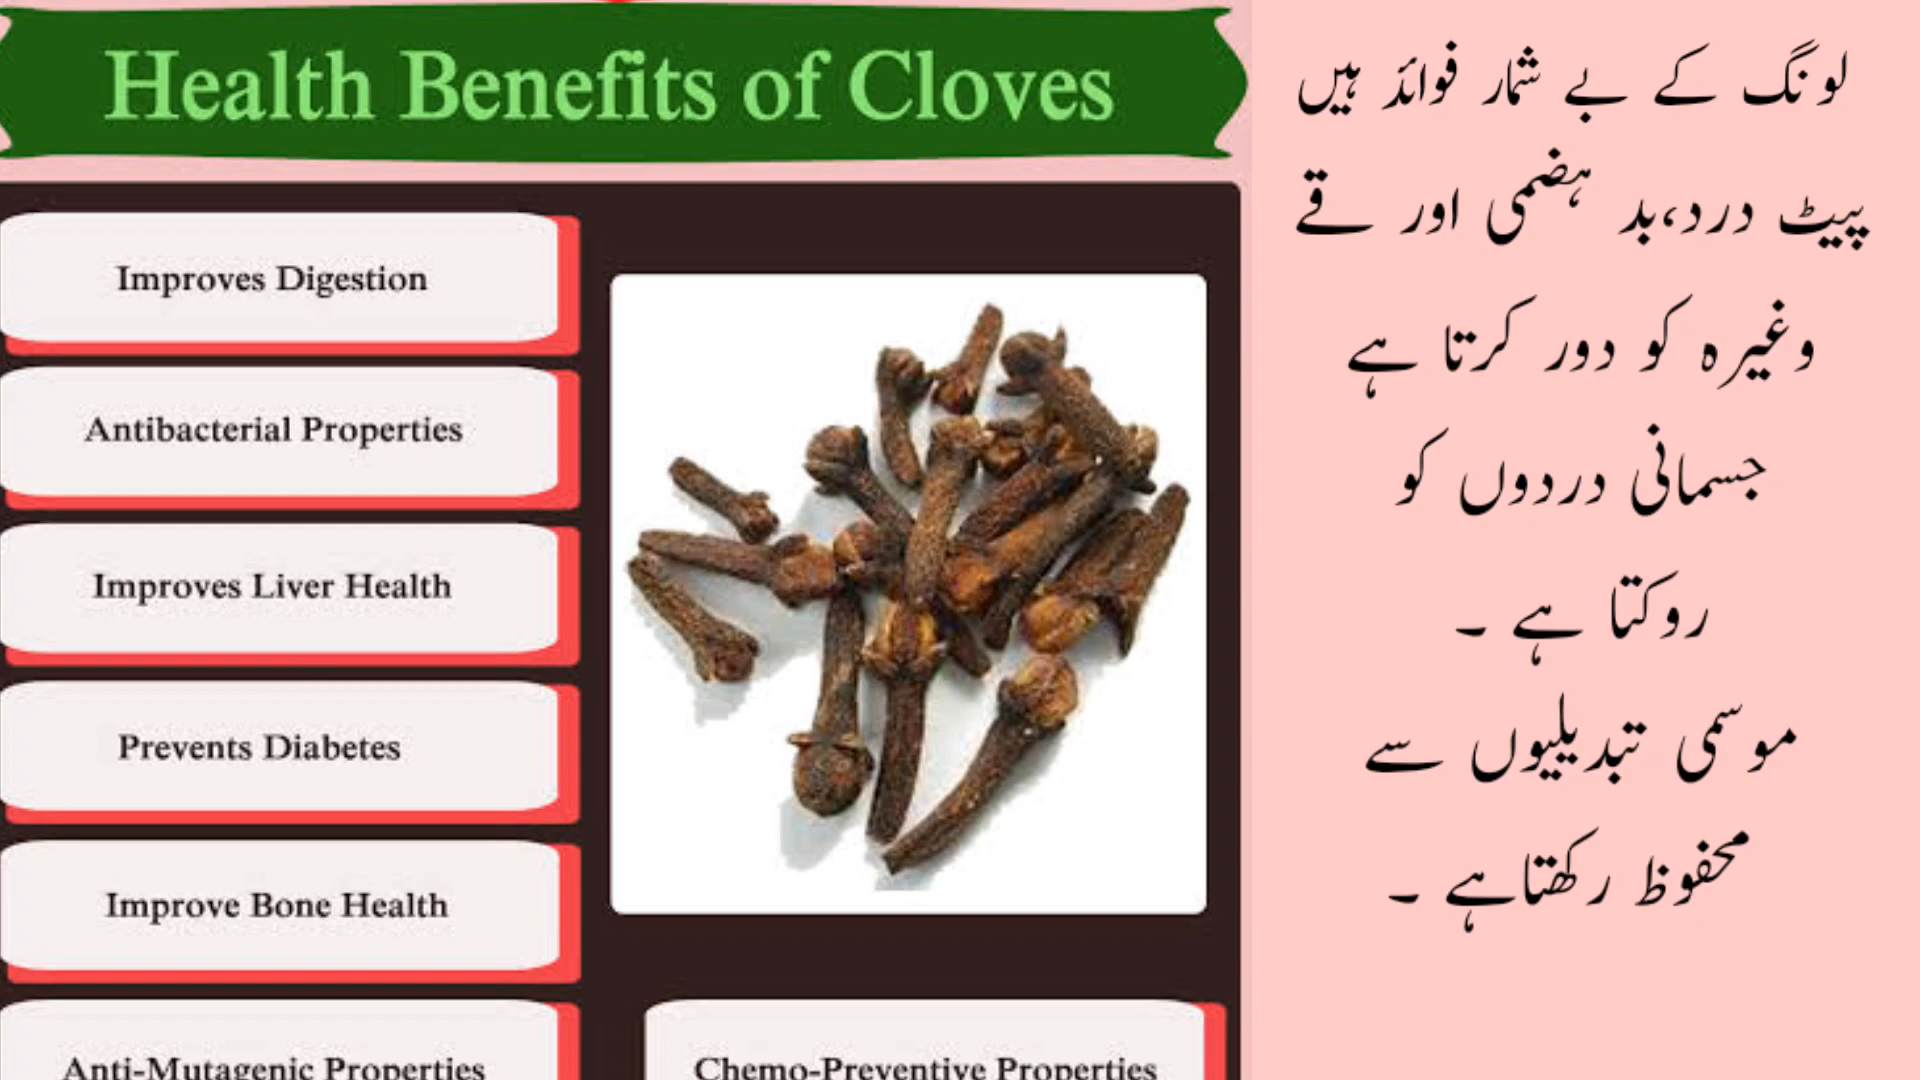 Health Benefits of Cloves
Improves Digestion
Antibacterial Properties
Improves Liver Health
Prevents Diabetes
Improve Bone Health
Anti-Mutagenic Properties
Chemo-Preventive Properties
لونگ کے بے شمار فوائد ہیں
پیٹ درد،بد ہضمی اور قے
وغیرہ کو دور کرتا ہے
جسمانی دردوں کو
روکتا ہے ۔
موسمی تبدیلیوں سے
محفوظ رکھتاہے ۔